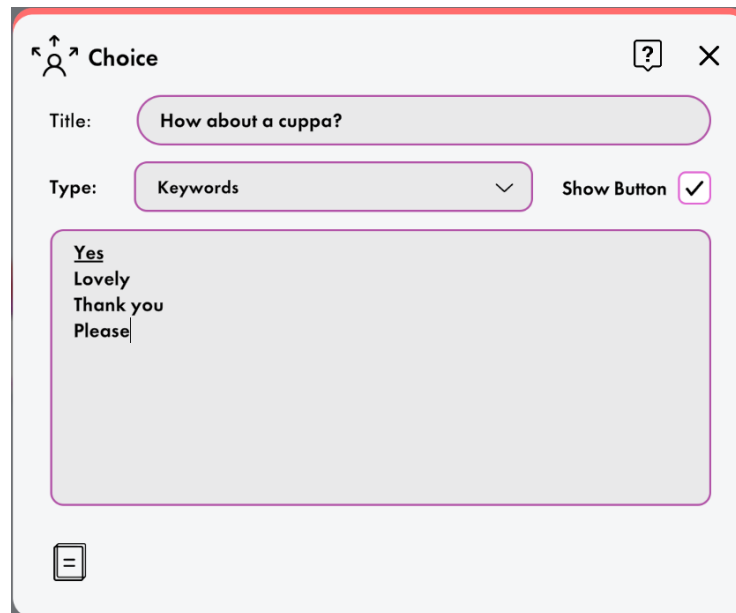 Choice
Title: How about a cuppa?
Type: Keywords Show Button
Yes
Lovely
Thank you
Please